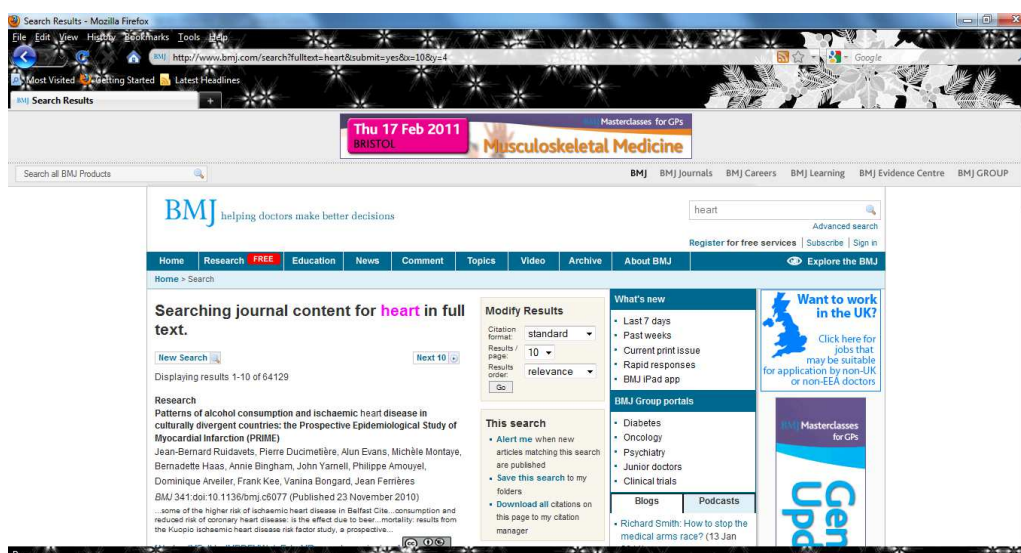 Search Results - Mozilla Firefox
File Edit View History Bookmarks Tools Help
http://www.bmj.com/search?fulltext=heart&submit=yes&x=10&y=4
Google
Most Visited Getting Started Latest Headlines
BMJ Search Results
Thu 17 Feb 2011
BRISTOL
BMJ Masterclasses for GPs
Musculoskeletal Medicine
Search all BMJ Products
BMJ BMJ Journals BMJ Careers BMJ Learning BMJ Evidence Centre BMJ GROUP
BMJ helping doctors make better decisions
heart
Advanced search
Register for free services | Subscribe | Sign in
Home Research FREE Education News Comment Topics Video Archive About BMJ Explore the BMJ
Home > Search
Searching journal content for heart in full
text.
New Search Next 10
Displaying results 1-10 of 64129
Research
Patterns of alcohol consumption and ischaemic heart disease in
culturally divergent countries: the Prospective Epidemiological Study of
Myocardial Infarction (PRIME)
Jean-Bernard Ruidavets, Pierre Ducimetière, Alun Evans, Michèle Montaye,
Bernadette Haas, Annie Bingham, John Yarnell, Philippe Amouyel,
Dominique Arveiler, Frank Kee, Vanina Bongard, Jean Ferrières
BMJ 341:doi:10.1136/bmj.c6077 (Published 23 November 2010)
...some of the higher risk of ischaemic heart disease in Belfast Cite...consumption and
reduced risk of coronary heart disease: is the effect due to beer...mortality: results from
the Kuopio ischaemic heart disease risk factor study, a prospective...
Modify Results
Citation format: standard
Results / page: 10
Results order: relevance
Go
This search
Alert me when new
articles matching this search
are published
Save this search to my
folders
Download all citations on
this page to my citation
manager
What's new
Last 7 days
Past weeks
Current print issue
Rapid responses
BMJ iPad app
BMJ Group portals
Diabetes
Oncology
Psychiatry
Junior doctors
Clinical trials
Blogs Podcasts
Richard Smith: How to stop the
medical arms race? (13 Jan
Want to work
in the UK?
Click here for
jobs that
may be suitable
for application by non-UK
or non-EEA doctors
BMJ Masterclasses
for GPs
Gen
Upd